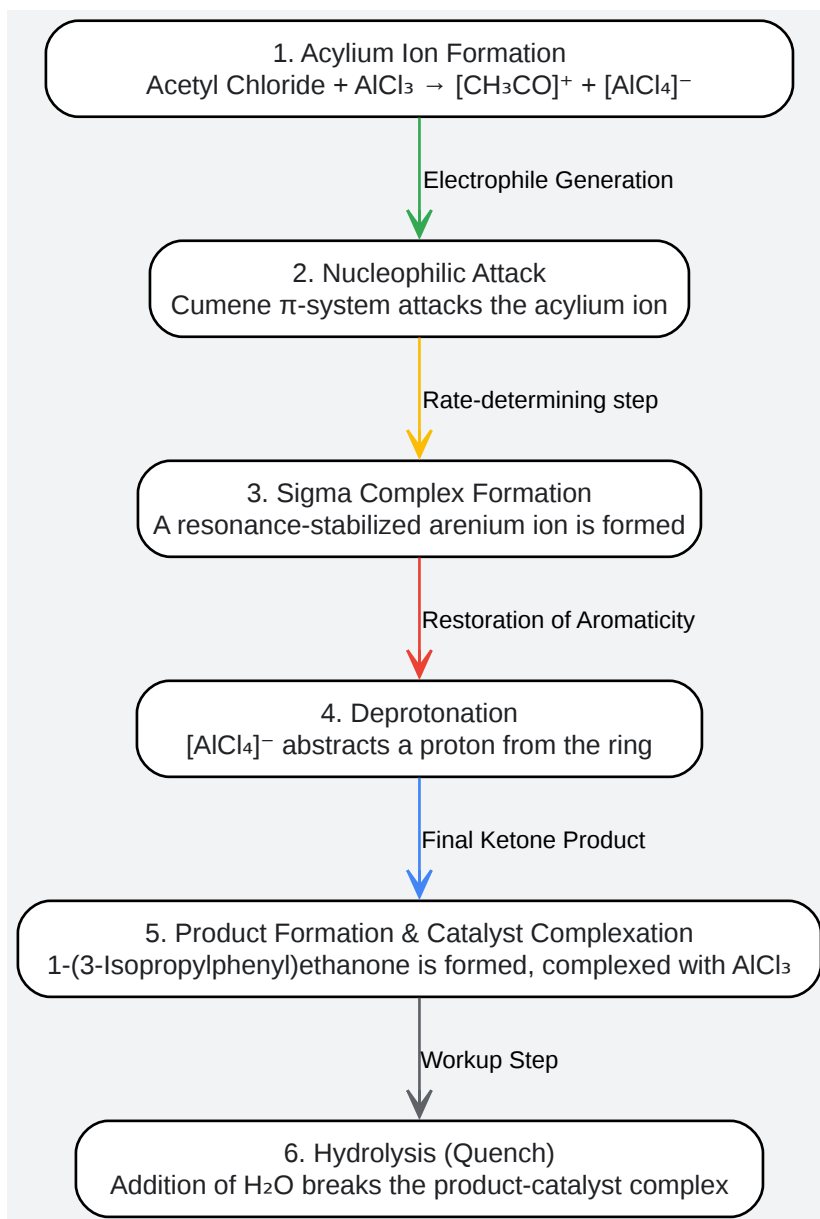 1. Acylium Ion Formation
Acetyl Chloride + AlCl₃ → [CH₃CO]⁺ + [AlCl₄]⁻
Electrophile Generation
2. Nucleophilic Attack
Cumene π-system attacks the acylium ion
Rate-determining step
3. Sigma Complex Formation
A resonance-stabilized arenium ion is formed
Restoration of Aromaticity
4. Deprotonation
[AlCl₄]⁻ abstracts a proton from the ring
Final Ketone Product
5. Product Formation & Catalyst Complexation
1-(3-Isopropylphenyl)ethanone is formed, complexed with AlCl₃
Workup Step
6. Hydrolysis (Quench)
Addition of H₂O breaks the product-catalyst complex